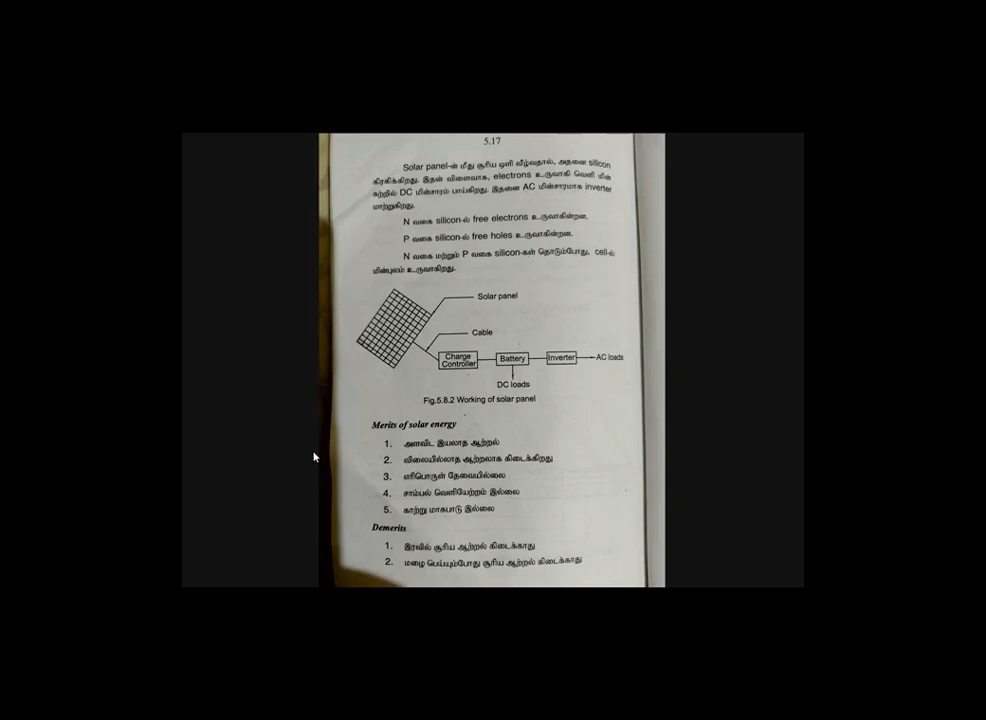 5.17
Solar panel-ன் மீது சூரிய ஒளி வீழ்வதால், அதனை silicon
கிரகிக்கிறது. இதன் விளைவாக, electrons உருவாகி வெளி மின்
சுற்றில் DC மின்சாரம் பாய்கிறது. இதனை AC மின்சாரமாக inverter
மாற்றுகிறது.
N வகை silicon-ல் free electrons உருவாகின்றன.
P வகை silicon-ல் free holes உருவாகின்றன.
N வகை மற்றும் P வகை silicon-கள் தொடும்போது, cell-ல்
மின்புலம் உருவாகிறது.
Solar panel
Cable
Charge
Controller
Battery
Inverter
AC loads
DC loads
Fig.5.8.2 Working of solar panel
Merits of solar energy
1. அளவிட இயலாத ஆற்றல்
2. விலையில்லாத ஆற்றலாக கிடைக்கிறது
3. எரிபொருள் தேவையில்லை
4. சாம்பல் வெளியேற்றம் இல்லை
5. காற்று மாசுபாடு இல்லை
Demerits
1. இரவில் சூரிய ஆற்றல் கிடைக்காது
2. மழை பெய்யும்போது சூரிய ஆற்றல் கிடைக்காது